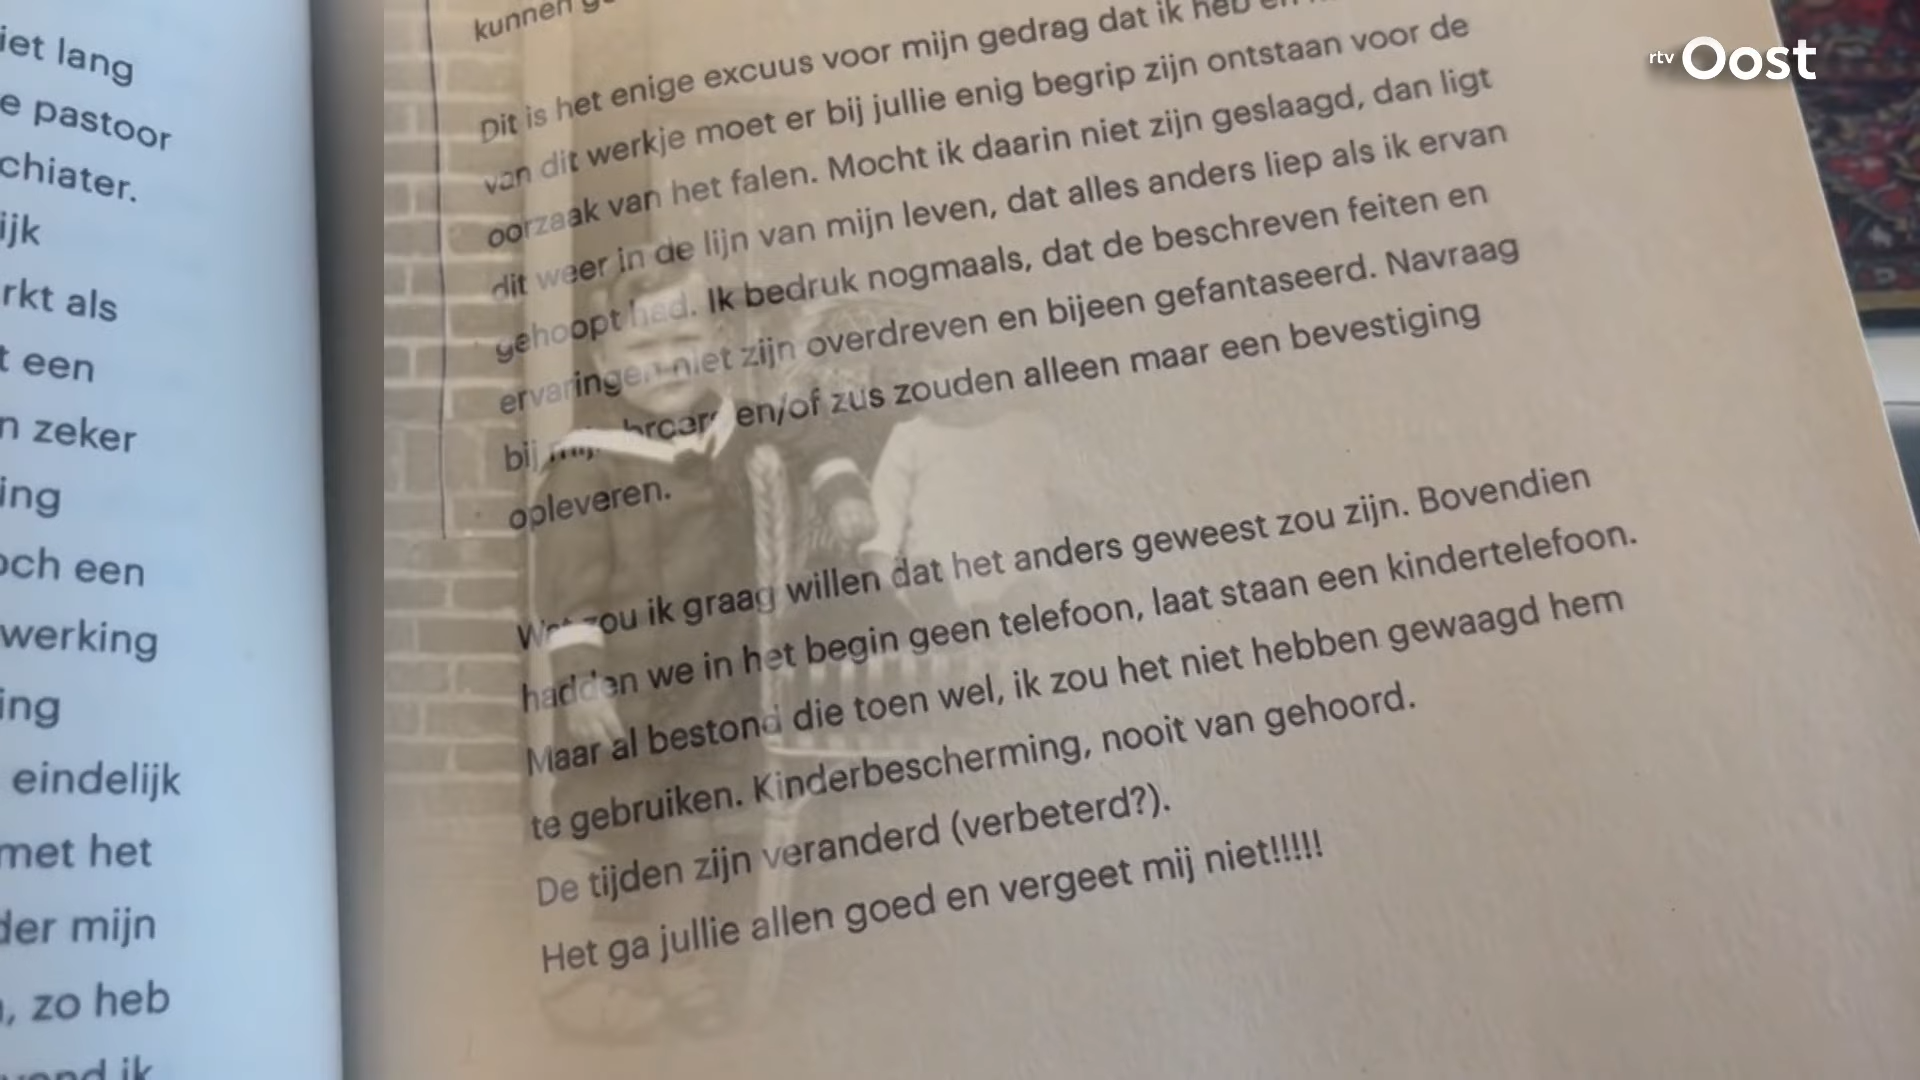 iet lang
e pastoor
chiater.
ijk
rkt als
t een
n zeker
ing
och een
werking
ing
eindelijk
met het
der mijn
, zo heb
ik
kunnen
Dit is het enige excuus voor mijn gedrag dat ik heb
van dit werkje moet er bij jullie enig begrip zijn ontstaan voor de
oorzaak van het falen. Mocht ik daarin niet zijn geslaagd, dan ligt
dit weer in de lijn van mijn leven, dat alles anders liep als ik ervan
gehoopt had. Ik bedruk nogmaals, dat de beschreven feiten en
ervaringen niet zijn overdreven en bijeen gefantaseerd. Navraag
bij mijn broers en/of zus zouden alleen maar een bevestiging
opleveren.
Wat zou ik graag willen dat het anders geweest zou zijn. Bovendien
hadden we in het begin geen telefoon, laat staan een kindertelefoon.
Maar al bestond die toen wel, ik zou het niet hebben gewaagd hem
te gebruiken. Kinderbescherming, nooit van gehoord.
De tijden zijn veranderd (verbeterd?).
Het ga jullie allen goed en vergeet mij niet!!!!!
rtv Oost